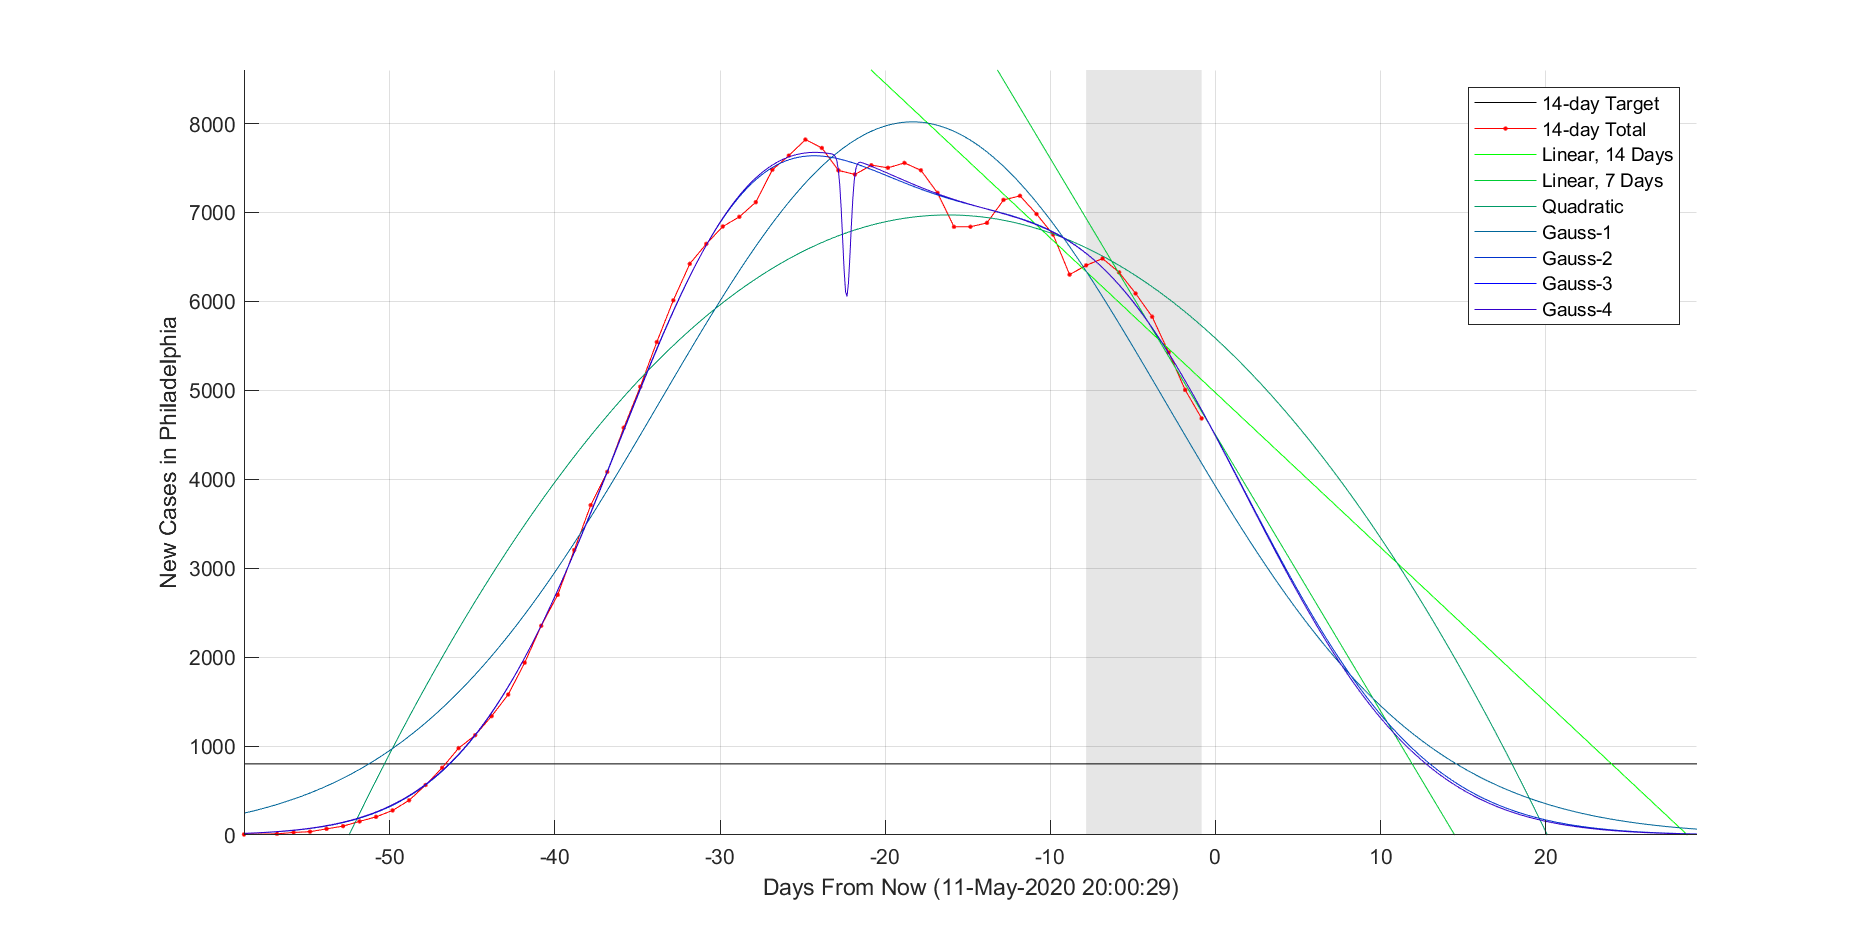 8000
7000
6000
5000
4000
3000
2000
1000
0
New Cases in Philadelphia
-50 -40 -30 -20 -10 0 10 20
Days From Now (11-May-2020 20:00:29)
14-day Target
14-day Total
Linear, 14 Days
Linear, 7 Days
Quadratic
Gauss-1
Gauss-2
Gauss-3
Gauss-4